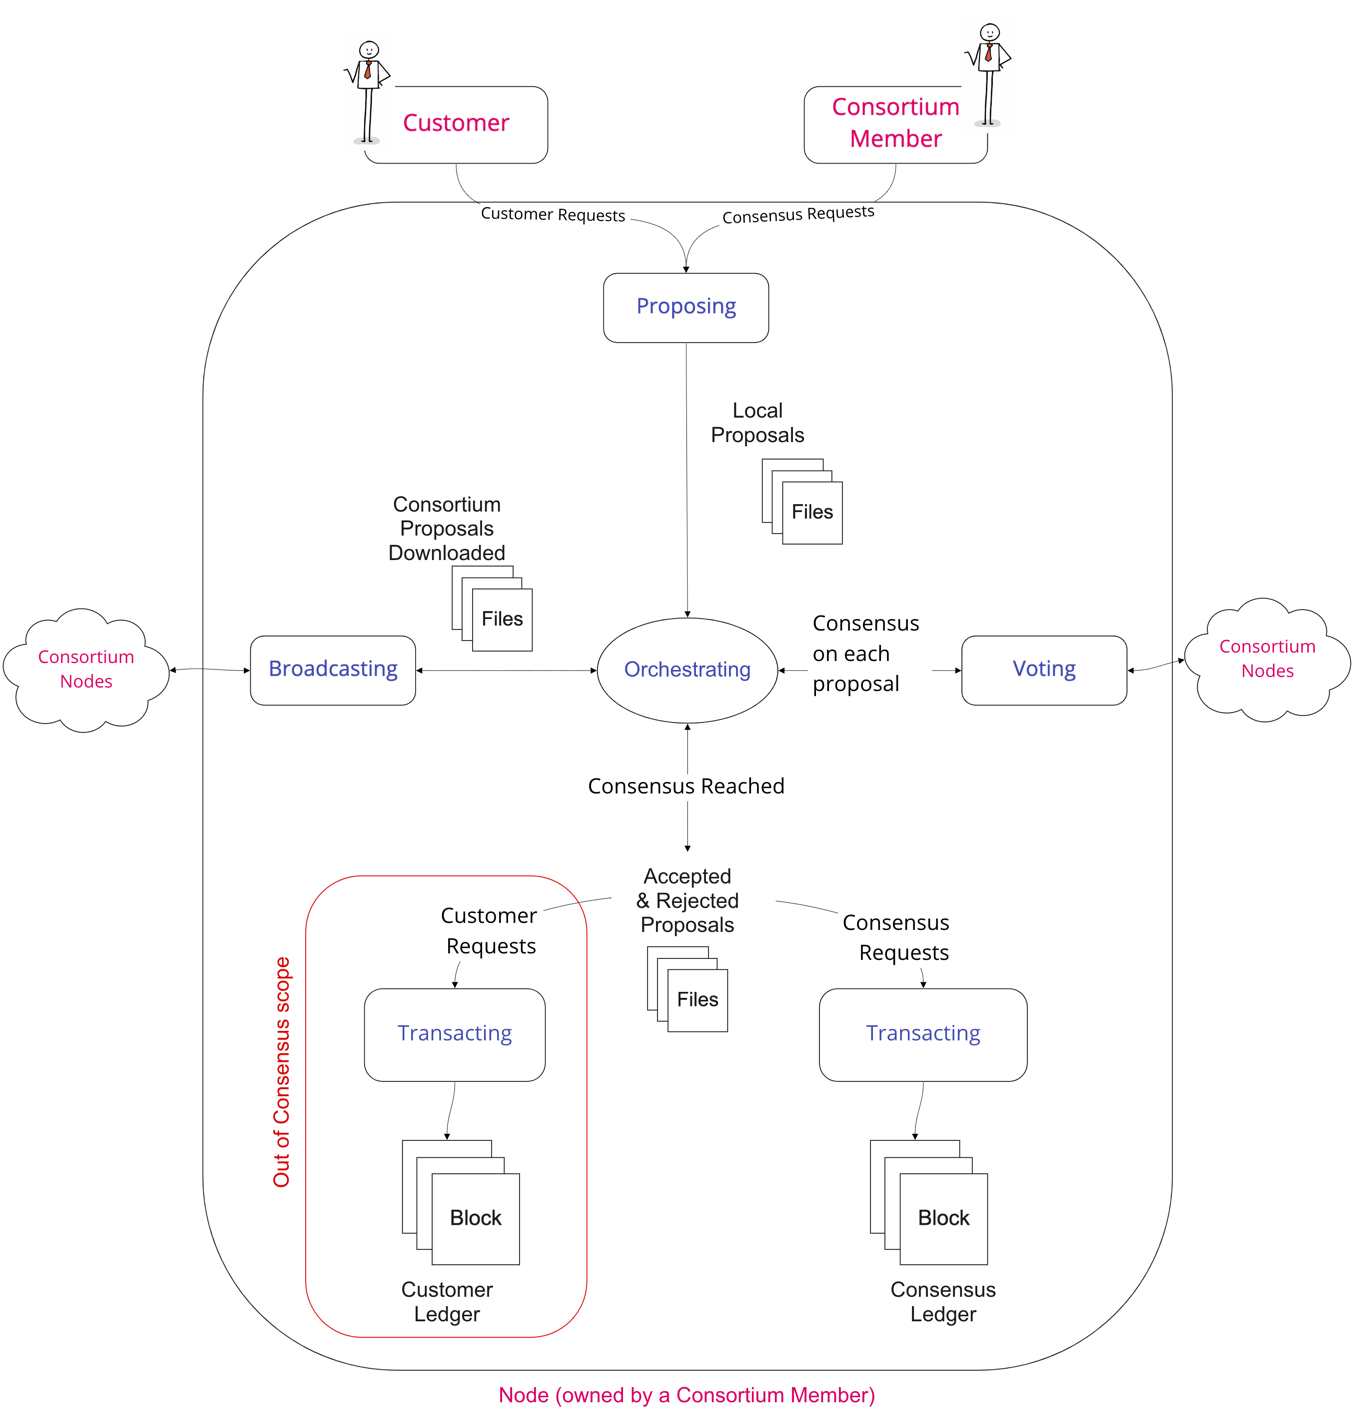 Customer
Consortium
Member
Customer Requests
Consensus Requests
Proposing
Local
Proposals
Files
Consortium
Proposals
Downloaded
Files
Consortium
Nodes
Broadcasting
Orchestrating
Consensus
on each
proposal
Voting
Consortium
Nodes
Consensus Reached
Accepted
& Rejected
Proposals
Files
Customer
Requests
Consensus
Requests
Out of Consensus scope
Transacting
Transacting
Block
Block
Customer
Ledger
Consensus
Ledger
Node (owned by a Consortium Member)